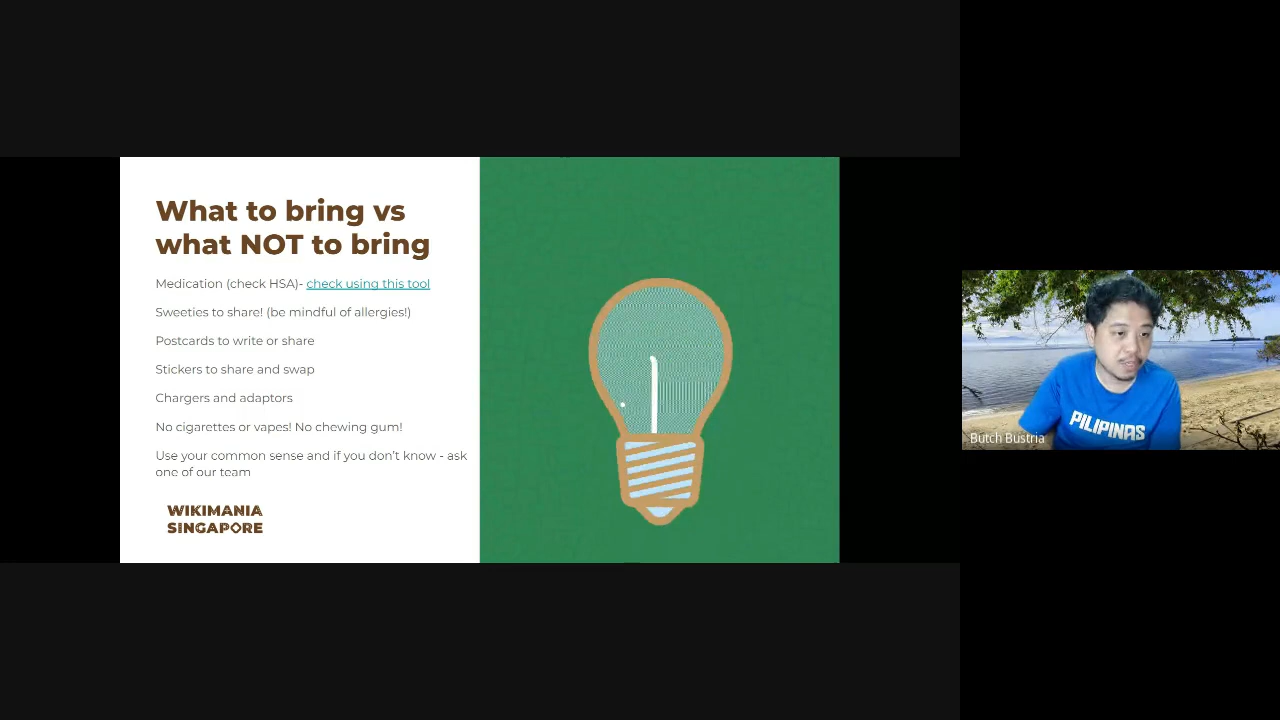 What to bring vs
what NOT to bring
Medication (check HSA)- check using this tool
Sweeties to share! (be mindful of allergies!)
Postcards to write or share
Stickers to share and swap
Chargers and adaptors
No cigarettes or vapes! No chewing gum!
Use your common sense and if you don't know - ask
one of our team
WIKIMANIA
SINGAPORE
PILIPINAS
Butch Bustria